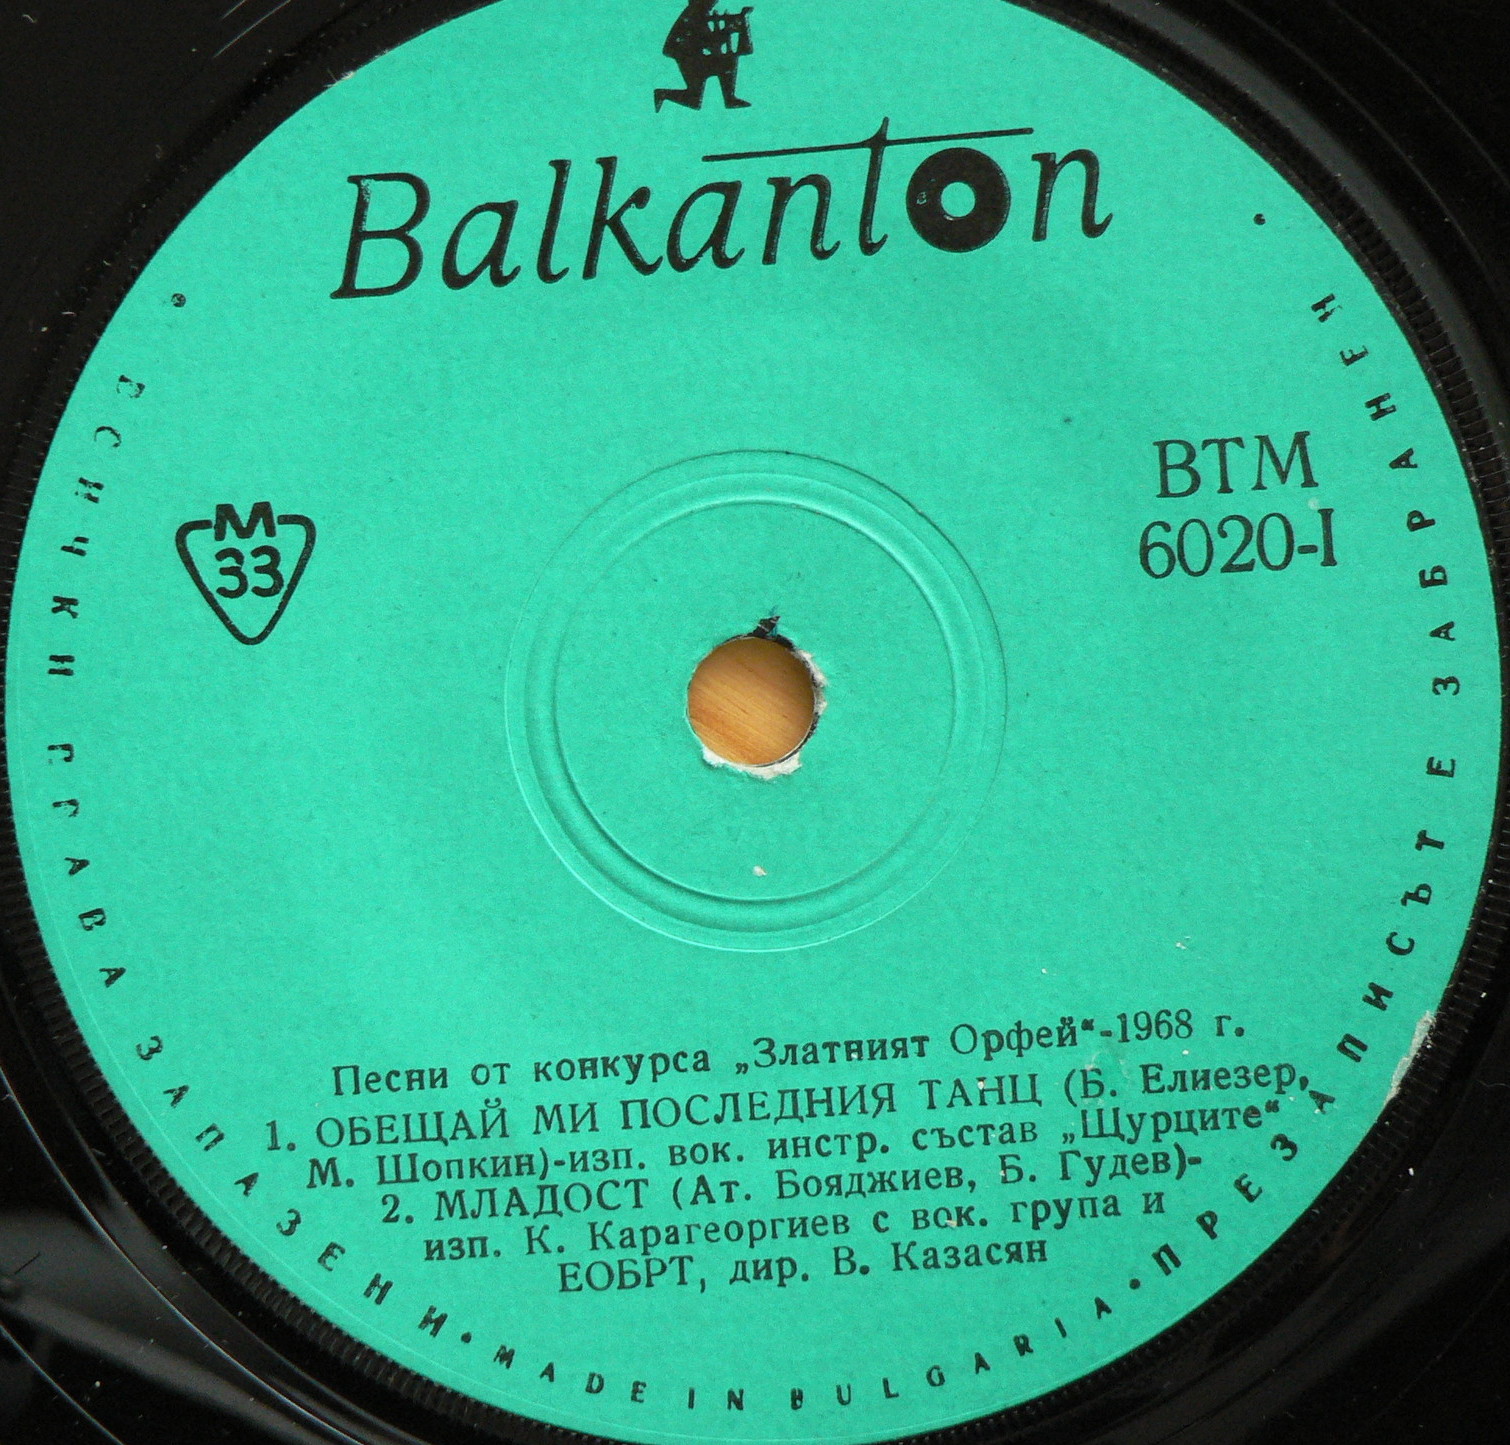 Balkanton
ВТМ
6020-I
М
33
Песни от конкурса „Златният Орфей“-1968 г.
1. ОБЕЩАЙ МИ ПОСЛЕДНИЯ ТАНЦ (Б. Елиезер,
М. Шопкин)-изп. вок. инстр. състав „Щурците“
2. МЛАДОСТ (Ат. Бояджиев, Б. Гудев)-
изп. К. Карагеоргиев с вок. група и
ЕОБРТ, дир. В. Казасян
• ВСИЧКИ ПРАВА ЗАПАЗЕНИ • MADE IN BULGARIA • ПРЕЗАПИСЪТ Е ЗАБРАНЕН •